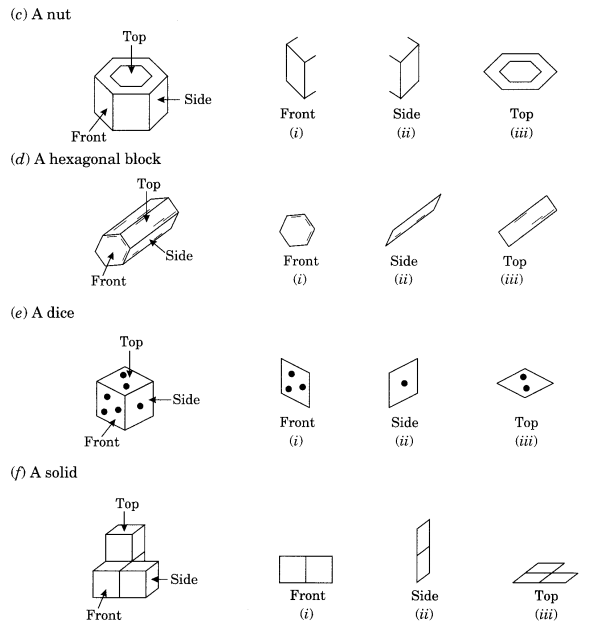 (c) A nut
Top
Side
Front
Front Side Top
(i) (ii) (iii)
(d) A hexagonal block
Top
Side
Front
Front Side Top
(i) (ii) (iii)
(e) A dice
Top
Side
Front
Front Side Top
(i) (ii) (iii)
(f) A solid
Top
Side
Front
Front Side Top
(i) (ii) (iii)